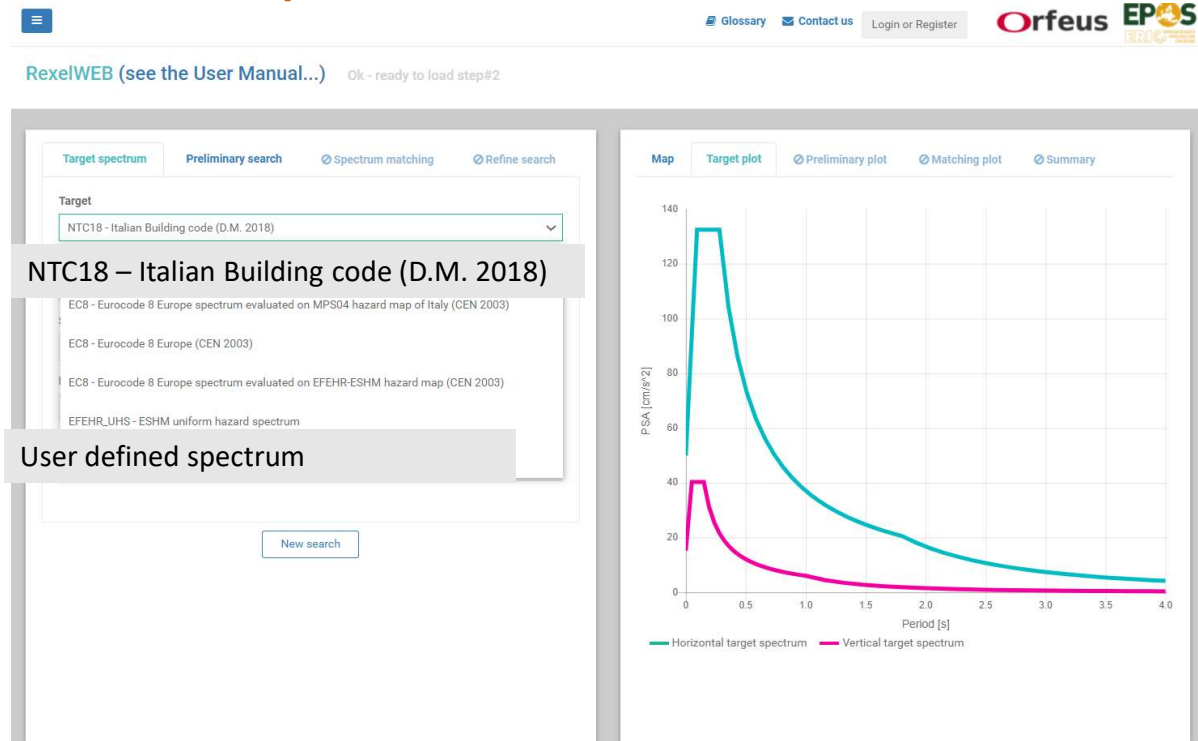 Glossary Contact us Login or Register Orfeus EPOS
ERIC
RexelWEB (see the User Manual...) Ok - ready to load step#2
Target spectrum Preliminary search Spectrum matching Refine search
Target
NTC18 - Italian Building code (D.M. 2018)
NTC18 – Italian Building code (D.M. 2018)
EC8 - Eurocode 8 Europe spectrum evaluated on MPS04 hazard map of Italy (CEN 2003)
EC8 - Eurocode 8 Europe (CEN 2003)
EC8 - Eurocode 8 Europe spectrum evaluated on EFEHR-ESHM hazard map (CEN 2003)
EFEHR_UHS - ESHM uniform hazard spectrum
User defined spectrum
New search
Map Target plot Preliminary plot Matching plot Summary
140
120
100
80
60
40
20
0
PSA [cm/s^2]
0 0.5 1.0 1.5 2.0 2.5 3.0 3.5 4.0
Period [s]
Horizontal target spectrum Vertical target spectrum